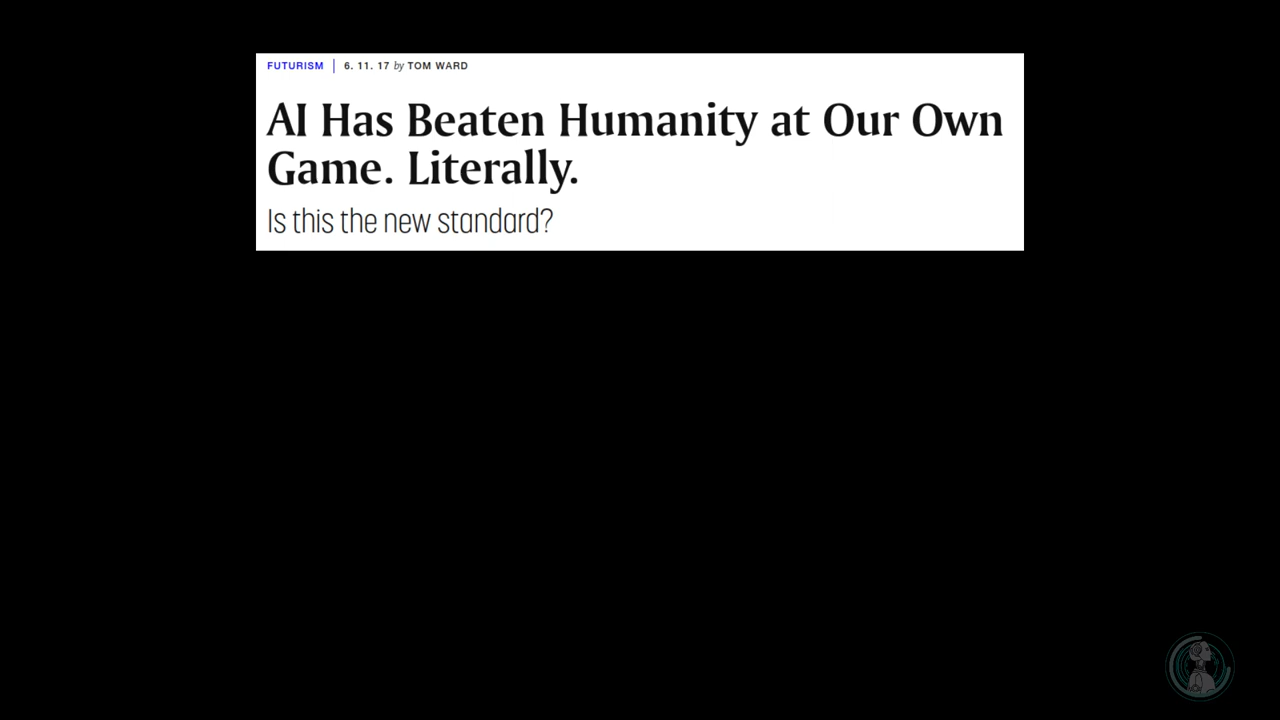 FUTURISM | 6. 11. 17 by TOM WARD
AI Has Beaten Humanity at Our Own
Game. Literally.
Is this the new standard?